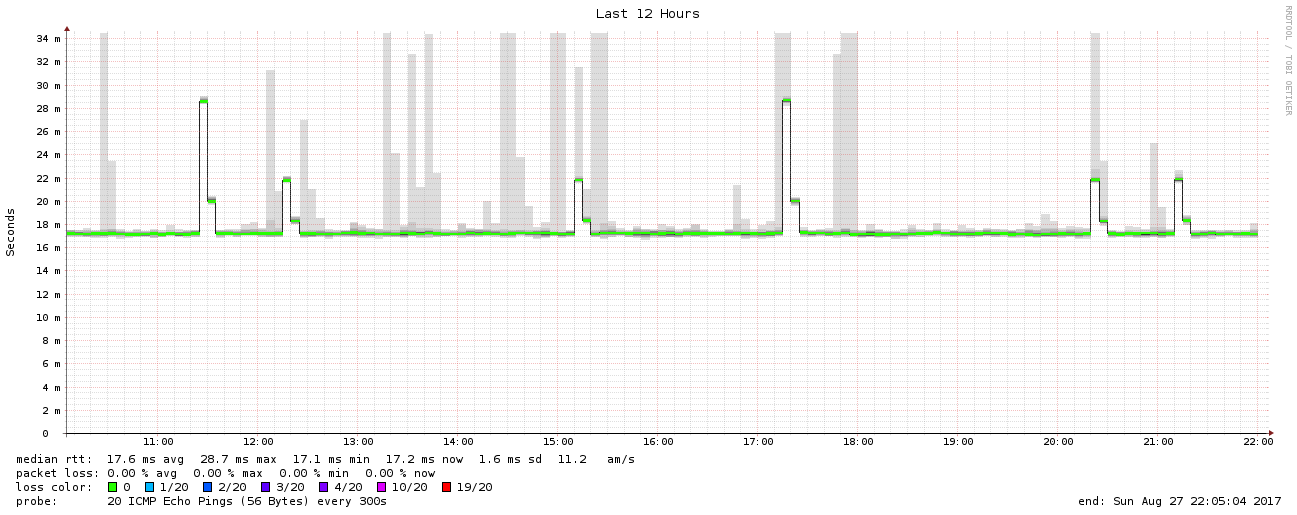 Last 12 Hours
RRDTOOL / TOBI OETIKER
34 m
32 m
30 m
28 m
26 m
24 m
22 m
20 m
18 m
16 m
14 m
12 m
10 m
8 m
6 m
4 m
2 m
0
Seconds
11:00 12:00 13:00 14:00 15:00 16:00 17:00 18:00 19:00 20:00 21:00 22:00
median rtt: 17.6 ms avg 28.7 ms max 17.1 ms min 17.2 ms now 1.6 ms sd 11.2 am/s
packet loss: 0.00 % avg 0.00 % max 0.00 % min 0.00 % now
loss color: 0 1/20 2/20 3/20 4/20 10/20 19/20
probe: 20 ICMP Echo Pings (56 Bytes) every 300s end: Sun Aug 27 22:05:04 2017